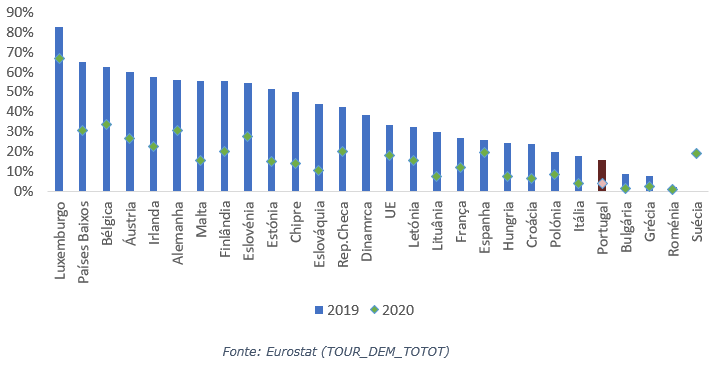 90%
80%
70%
60%
50%
40%
30%
20%
10%
0%
Luxemburgo
Países Baixos
Bélgica
Áustria
Irlanda
Alemanha
Malta
Finlândia
Eslovénia
Estónia
Chipre
Eslováquia
Rep.Checa
Dinamrca
UE
Letónia
Lituânia
França
Espanha
Hungria
Croácia
Polónia
Itália
Portugal
Bulgária
Grécia
Roménia
Suécia
2019
2020
Fonte: Eurostat (TOUR_DEM_TOTOT)